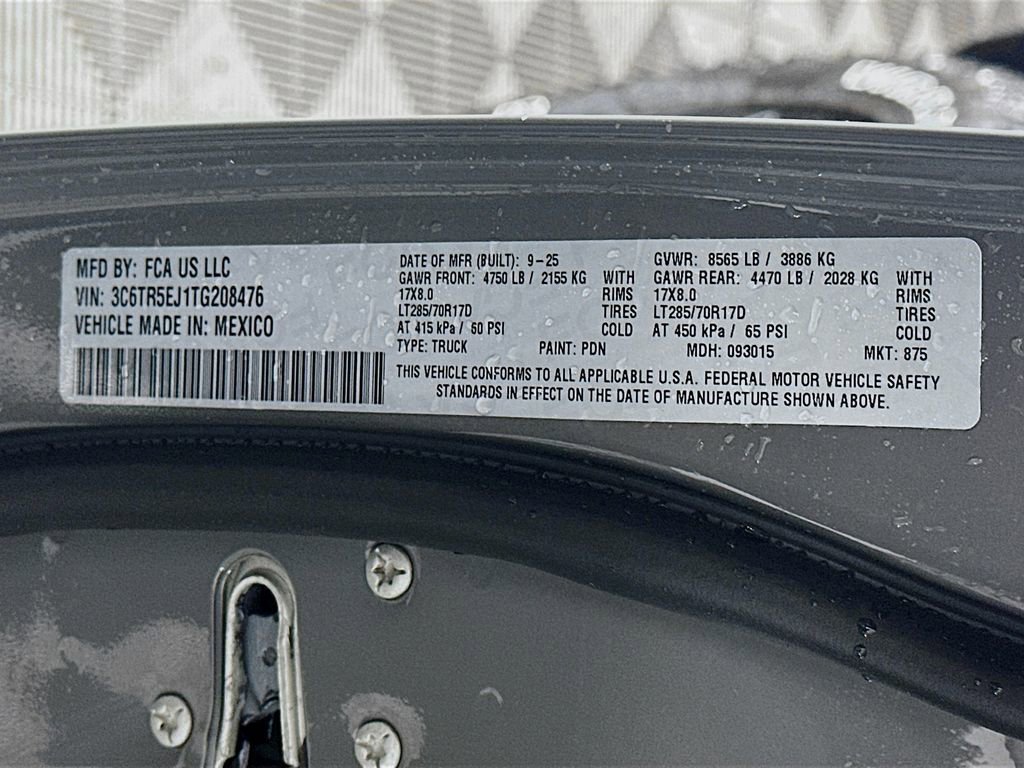 MFD BY: FCA US LLC
VIN: 3C6TR5EJ1TG208476
VEHICLE MADE IN: MEXICO
DATE OF MFR (BUILT): 9-25 GVWR: 8565 LB / 3886 KG
GAWR FRONT: 4750 LB / 2155 KG WITH GAWR REAR: 4470 LB / 2028 KG WITH
17X8.0 RIMS 17X8.0 RIMS
LT285/70R17D TIRES LT285/70R17D TIRES
AT 415 kPa / 60 PSI COLD AT 450 kPa / 65 PSI COLD
TYPE: TRUCK PAINT: PDN MDH: 093015 MKT: 875
THIS VEHICLE CONFORMS TO ALL APPLICABLE U.S.A. FEDERAL MOTOR VEHICLE SAFETY
STANDARDS IN EFFECT ON THE DATE OF MANUFACTURE SHOWN ABOVE.